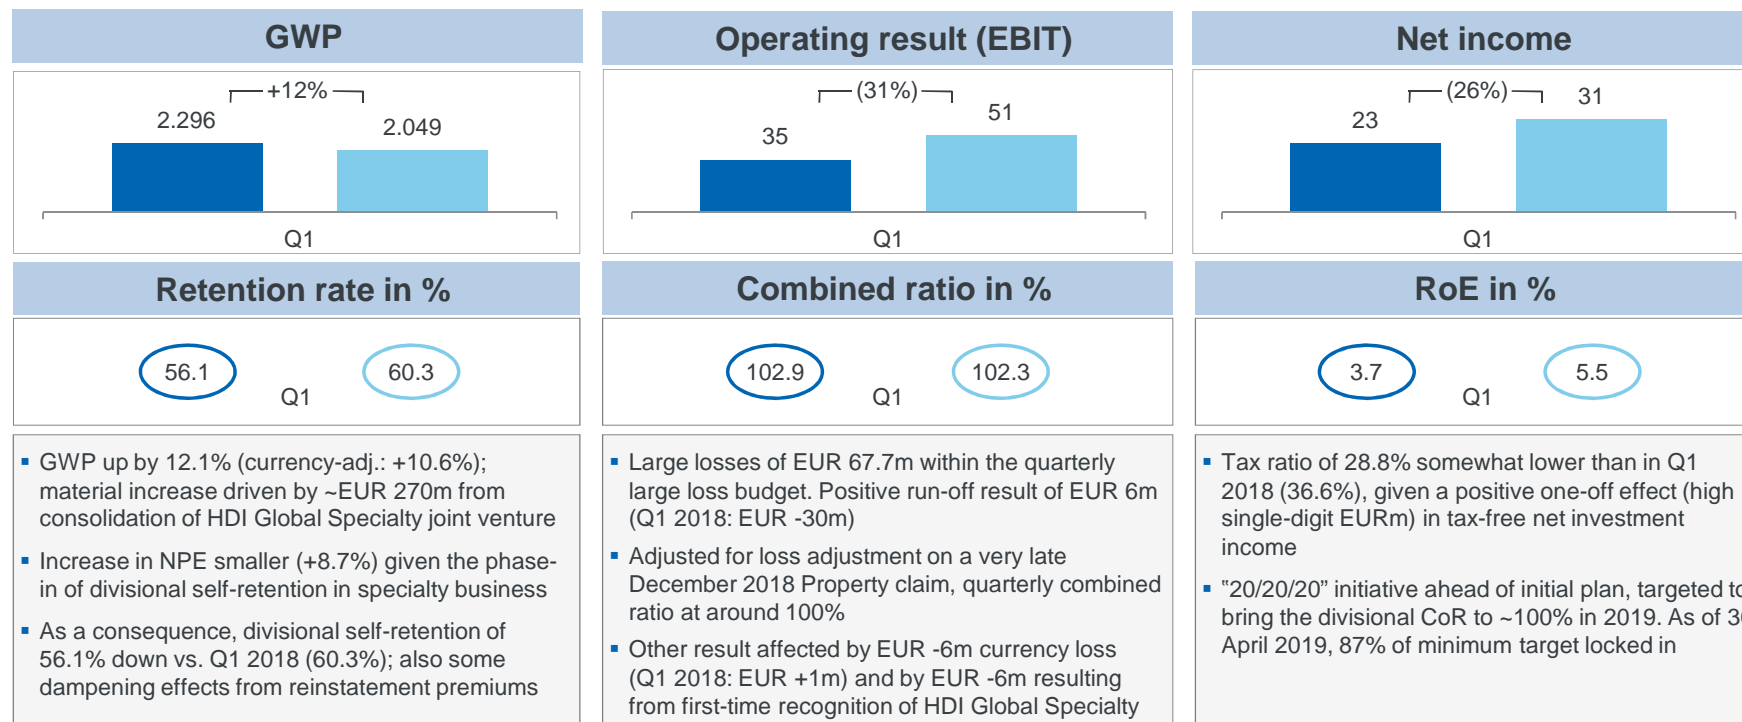 GWP
+12%
2.296
2.049
Q1
Operating result (EBIT)
(31%)
35
51
Q1
Net income
(26%)
23
31
Q1
Retention rate in %
56.1
60.3
Q1
Combined ratio in %
102.9
102.3
Q1
RoE in %
3.7
5.5
Q1
▪ GWP up by 12.1% (currency-adj.: +10.6%);
material increase driven by ~EUR 270m from
consolidation of HDI Global Specialty joint venture
▪ Increase in NPE smaller (+8.7%) given the phase-
in of divisional self-retention in specialty business
▪ As a consequence, divisional self-retention of
56.1% down vs. Q1 2018 (60.3%); also some
dampening effects from reinstatement premiums
▪ Large losses of EUR 67.7m within the quarterly
large loss budget. Positive run-off result of EUR 6m
(Q1 2018: EUR -30m)
▪ Adjusted for loss adjustment on a very late
December 2018 Property claim, quarterly combined
ratio at around 100%
▪ Other result affected by EUR -6m currency loss
(Q1 2018: EUR +1m) and by EUR -6m resulting
from first-time recognition of HDI Global Specialty
▪ Tax ratio of 28.8% somewhat lower than in Q1
2018 (36.6%), given a positive one-off effect (high
single-digit EURm) in tax-free net investment
income
▪ "20/20/20” initiative ahead of initial plan, targeted to
bring the divisional CoR to ~100% in 2019. As of
April 2019, 87% of minimum target locked in